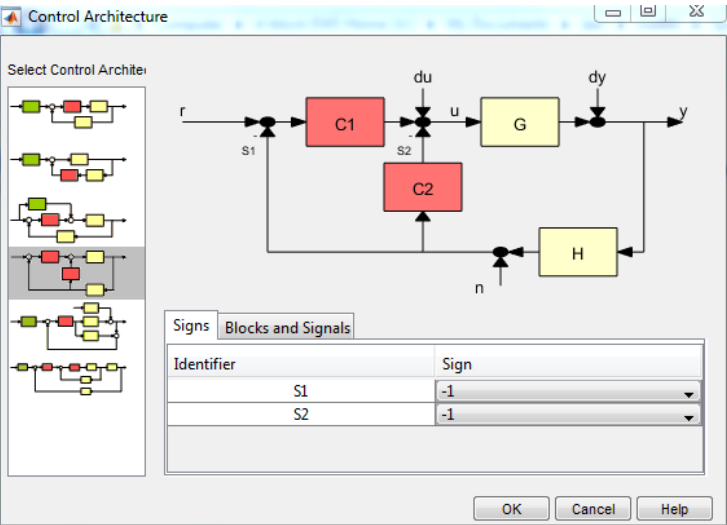 Control Architecture
Select Control Archite
du
dy
r
C1
u
G
y
-
S1
-
S2
C2
H
n
Signs
Blocks and Signals
Identifier
Sign
S1
-1
S2
-1
OK
Cancel
Help